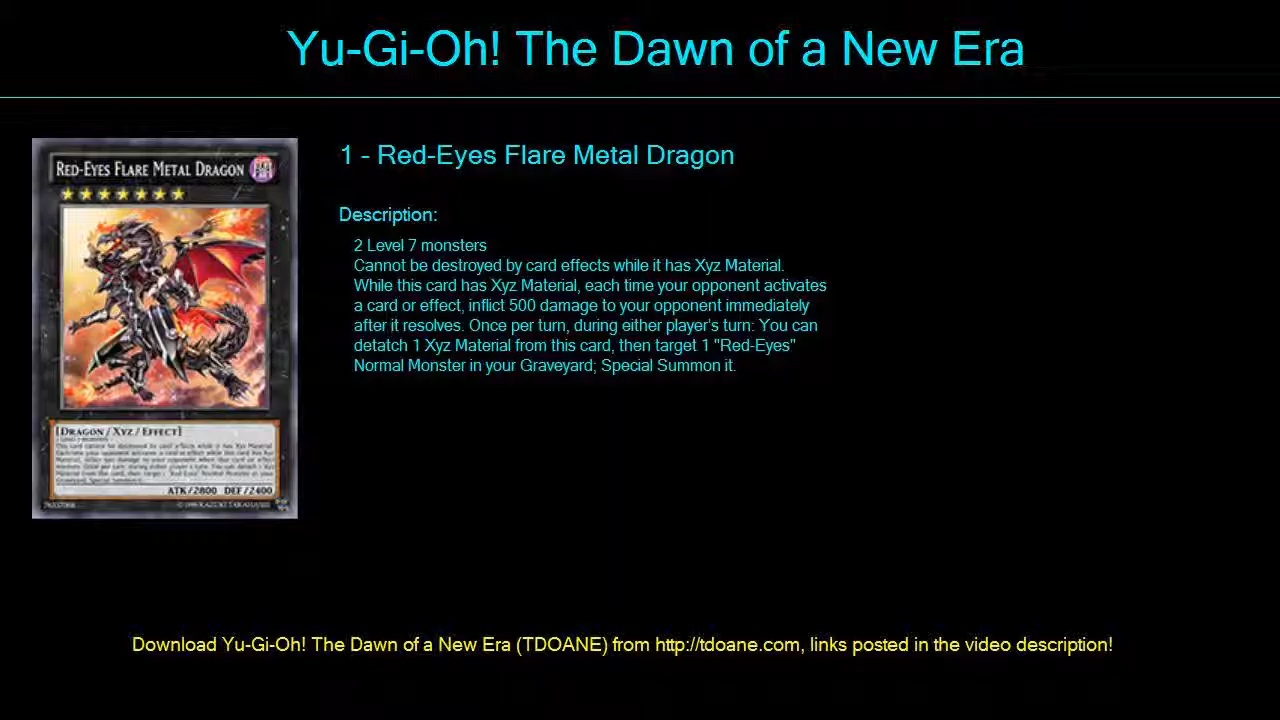 Yu-Gi-Oh! The Dawn of a New Era
1 - Red-Eyes Flare Metal Dragon
RED-EYES FLARE METAL DRAGON
Description:
2 Level 7 monsters
Cannot be destroyed by card effects while it has Xyz Material.
While this card has Xyz Material, each time your opponent activates
a card or effect, inflict 500 damage to your opponent immediately
after it resolves. Once per turn, during either player's turn: You can
detatch 1 Xyz Material from this card, then target 1 "Red-Eyes"
Normal Monster in your Graveyard; Special Summon it.
[DRAGON / XYZ / EFFECT]
ATK/2800 DEF/2400
Download Yu-Gi-Oh! The Dawn of a New Era (TDOANE) from http://tdoane.com, links posted in the video description!